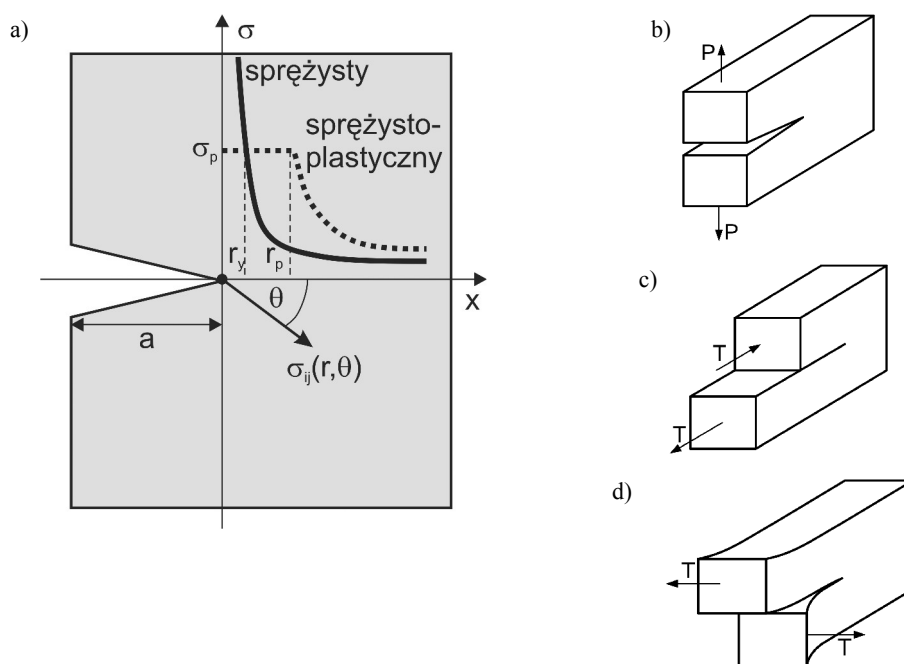 a)
σ
sprężysty
sprężysto-
plastyczny
σp
ry
rp
x
θ
a
σij(r,θ)
b)
P
P
c)
T
T
d)
T
T